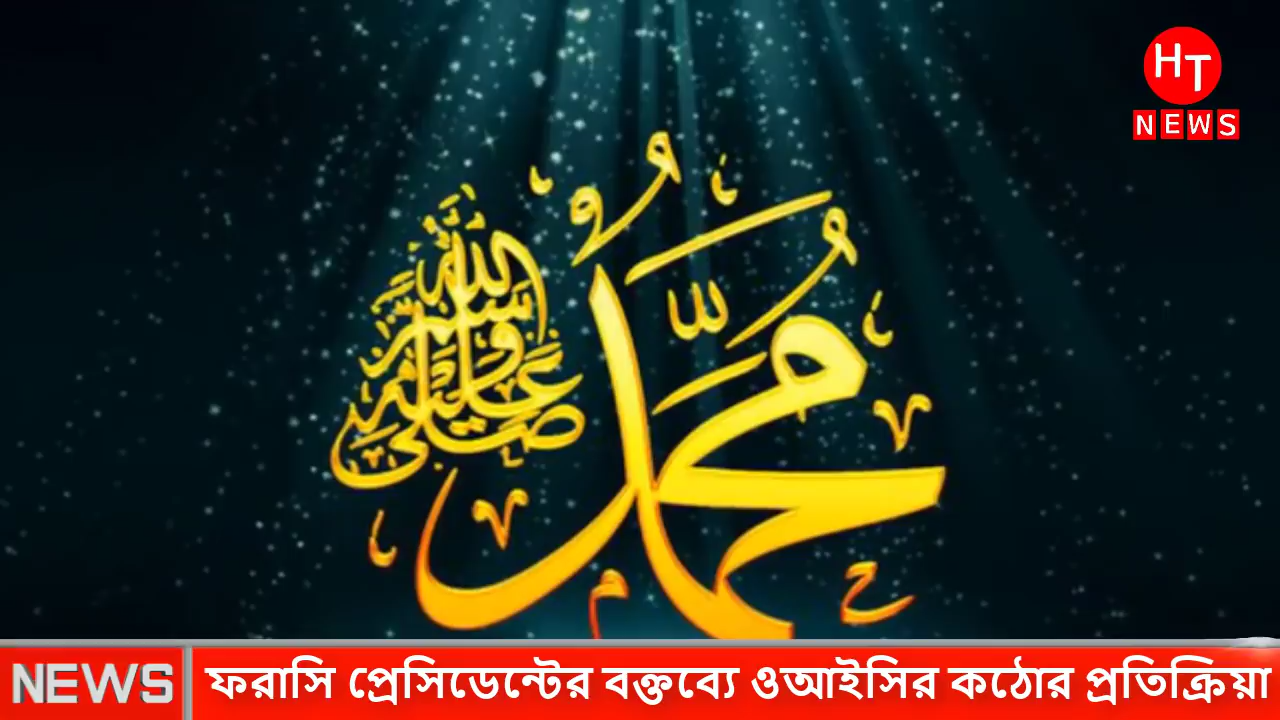 HT
NEWS
محمد
صلى الله عليه وسلم
NEWS ফরাসি প্রেসিডেন্টের বক্তব্যে ওআইসির কঠোর প্রতিক্রিয়া